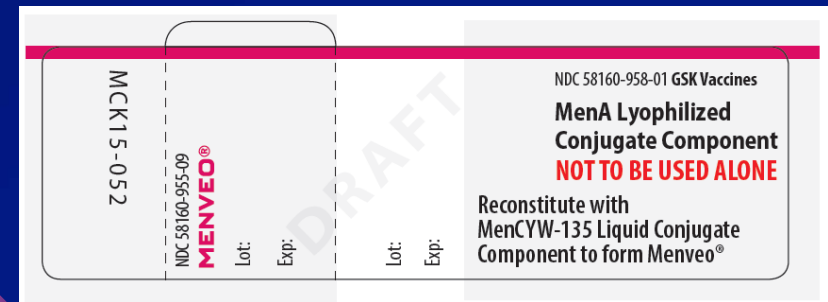 MCK15-052
NDC 58160-955-09
MENVEO®
Lot:
Exp:
DRAFT
Lot:
Exp:
NDC 58160-958-01 GSK Vaccines
MenA Lyophilized
Conjugate Component
NOT TO BE USED ALONE
Reconstitute with
MenCYW-135 Liquid Conjugate
Component to form Menveo®